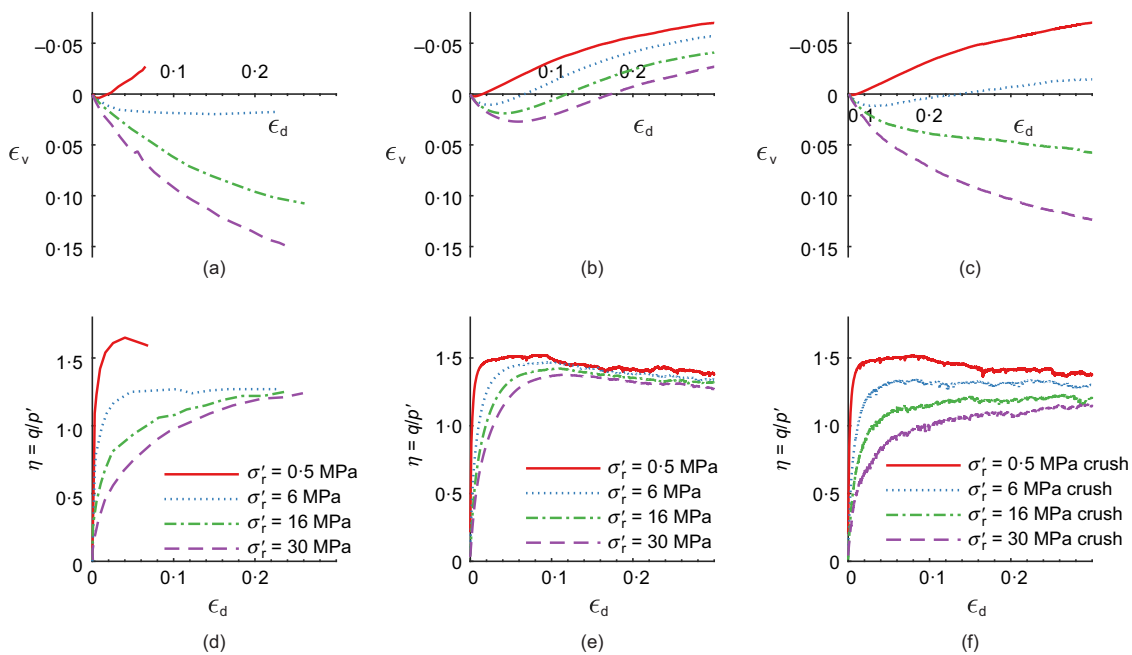 –0·05
0·1
0·2
0
ϵd
ϵv
0·05
0·10
0·15
(a)
–0·05
0·1
0·2
0
ϵd
0·05
0·10
0·15
(b)
–0·05
0
0·1
0·2
ϵd
ϵv
0·05
0·10
0·15
(c)
1·5
1·0
0·5
0
η = q/p′
σ′r = 0·5 MPa
σ′r = 6 MPa
σ′r = 16 MPa
σ′r = 30 MPa
0
0·1
0·2
ϵd
(d)
1·5
1·0
0·5
0
η = q/p′
σ′r = 0·5 MPa
σ′r = 6 MPa
σ′r = 16 MPa
σ′r = 30 MPa
0
0·1
0·2
ϵd
(e)
1·5
1·0
0·5
0
η = q/p′
σ′r = 0·5 MPa crush
σ′r = 6 MPa crush
σ′r = 16 MPa crush
σ′r = 30 MPa crush
0
0·1
0·2
ϵd
(f)